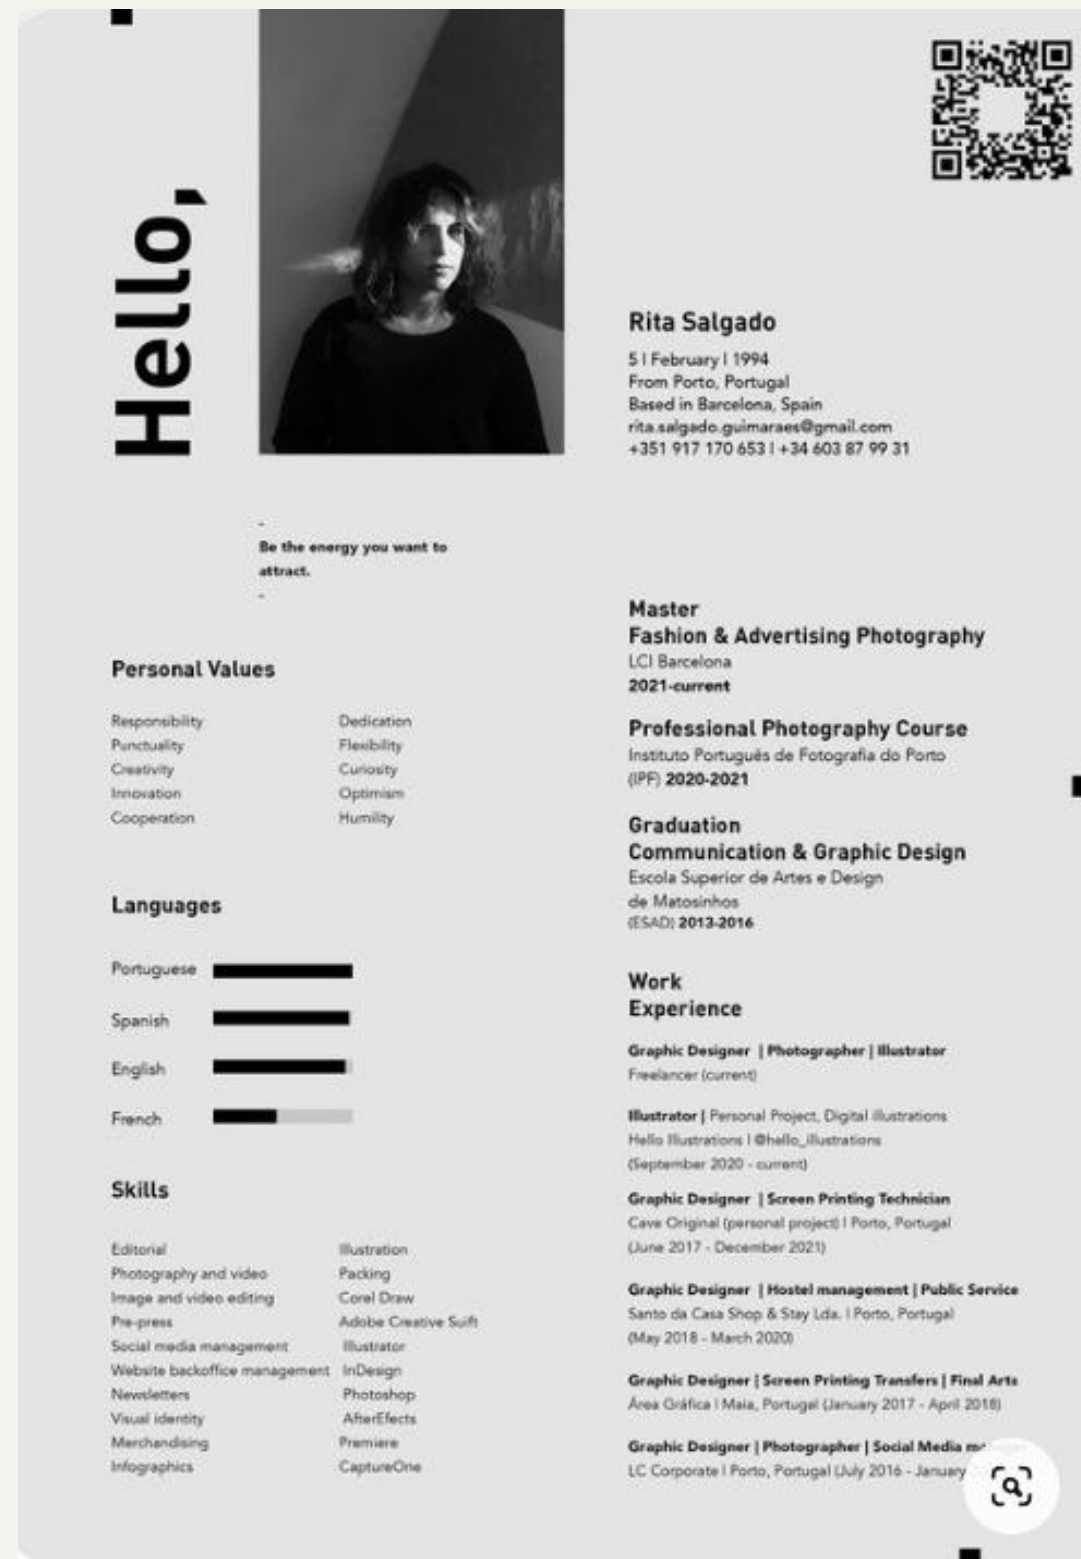 Hello,
Rita Salgado
5 | February | 1994
From Porto, Portugal
Based in Barcelona, Spain
rita.salgado.guimaraes@gmail.com
+351 917 170 653 | +34 603 87 99 31
-
Be the energy you want to
attract.
-
Personal Values
Responsibility
Punctuality
Creativity
Innovation
Cooperation
Dedication
Flexibility
Curiosity
Optimism
Humility
Languages
Portuguese
Spanish
English
French
Skills
Editorial
Photography and video
Image and video editing
Pre-press
Social media management
Website backoffice management
Newsletters
Visual identity
Merchandising
Infographics
Illustration
Packing
Corel Draw
Adobe Creative Suift
Illustrator
InDesign
Photoshop
AfterEfects
Premiere
CaptureOne
Master
Fashion & Advertising Photography
LCI Barcelona
2021-current
Professional Photography Course
Instituto Português de Fotografia do Porto
(IPF) 2020-2021
Graduation
Communication & Graphic Design
Escola Superior de Artes e Design
de Matosinhos
(ESAD) 2013-2016
Work
Experience
Graphic Designer | Photographer | Illustrator
Freelancer (current)
Illustrator | Personal Project, Digital illustrations
Hello Illustrations | @hello_illustrations
(September 2020 - current)
Graphic Designer | Screen Printing Technician
Cave Original (personal project) | Porto, Portugal
(June 2017 - December 2021)
Graphic Designer | Hostel management | Public Service
Santo da Casa Shop & Stay Lda. | Porto, Portugal
(May 2018 - March 2020)
Graphic Designer | Screen Printing Transfers | Final Arts
Área Gráfica | Maia, Portugal (January 2017 - April 2018)
Graphic Designer | Photographer | Social Media
LC Corporate | Porto, Portugal (July 2016 - January